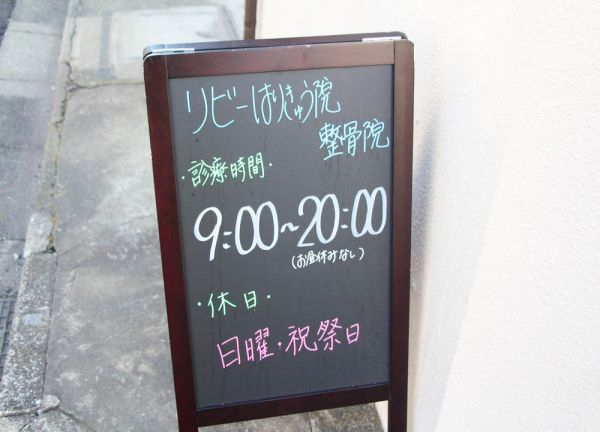 リビーはりきゅう院
整骨院
・診療時間・
9:00~20:00
(お昼休みなし)
・休日・
日曜・祝祭日